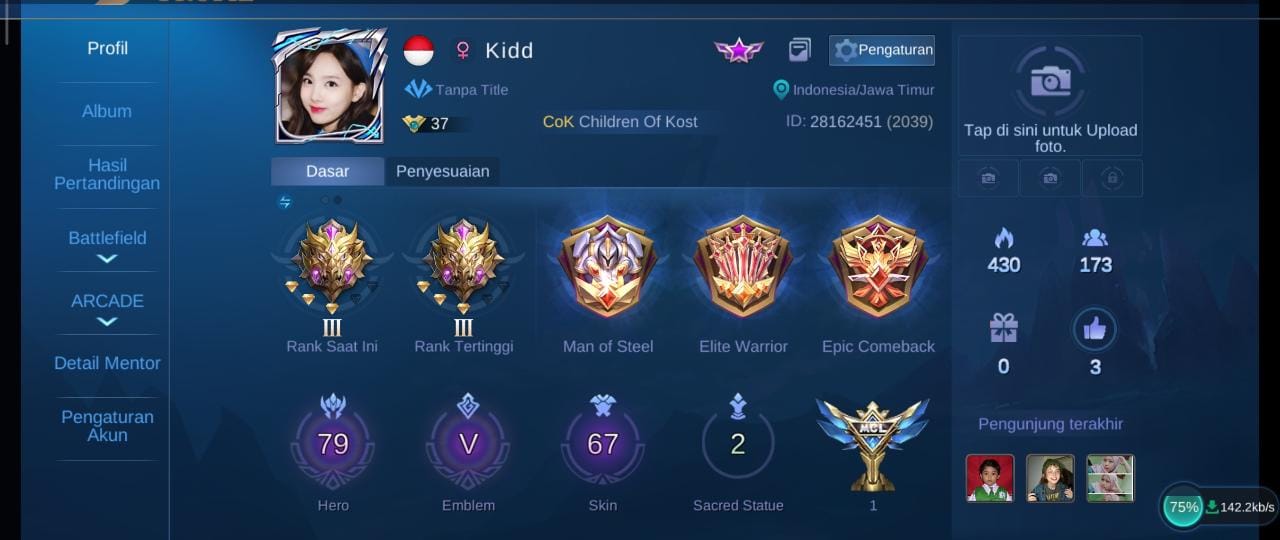 Profil
Album
Hasil
Pertandingan
Battlefield
ARCADE
Detail Mentor
Pengaturan
Akun
Kidd
Pengaturan
Tanpa Title
Indonesia/Jawa Timur
37
CoK Children Of Kost
ID: 28162451 (2039)
Dasar
Penyesuaian
III
III
Rank Saat Ini
Rank Tertinggi
Man of Steel
Elite Warrior
Epic Comeback
79
V
67
2
MCL
Hero
Emblem
Skin
Sacred Statue
1
Tap di sini untuk Upload
foto.
430
173
0
3
Pengunjung terakhir
75%
142.2kb/s